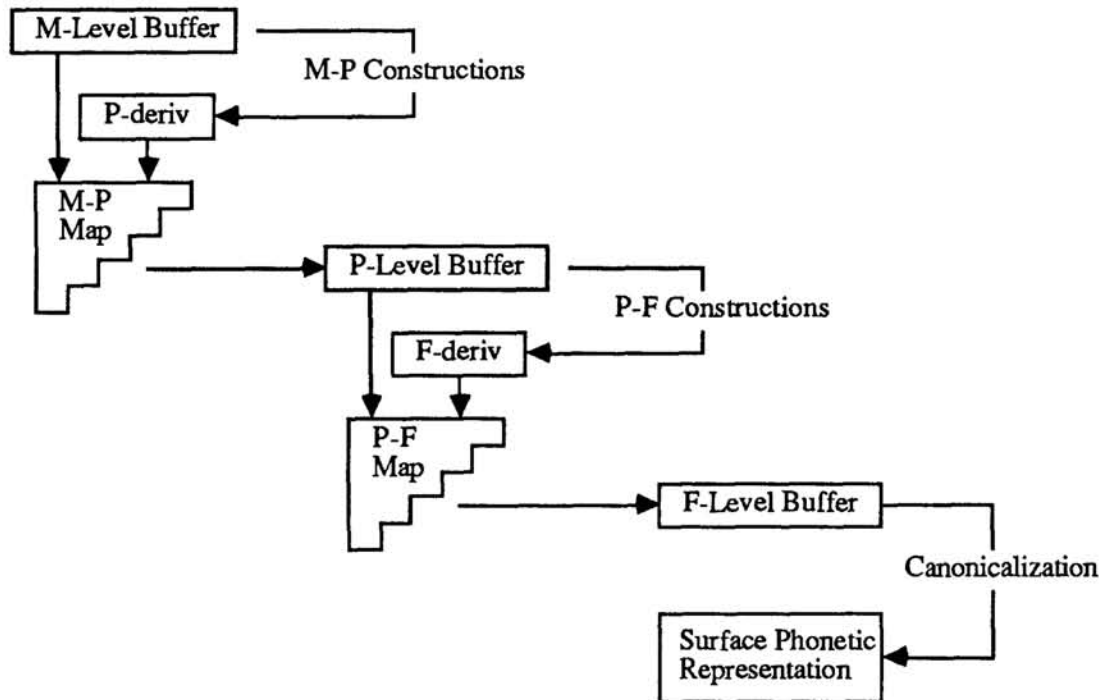 M-Level Buffer
M-P Constructions
P-deriv
M-P
Map
P-Level Buffer
P-F Constructions
F-deriv
P-F
Map
F-Level Buffer
Canonicalization
Surface Phonetic
Representation